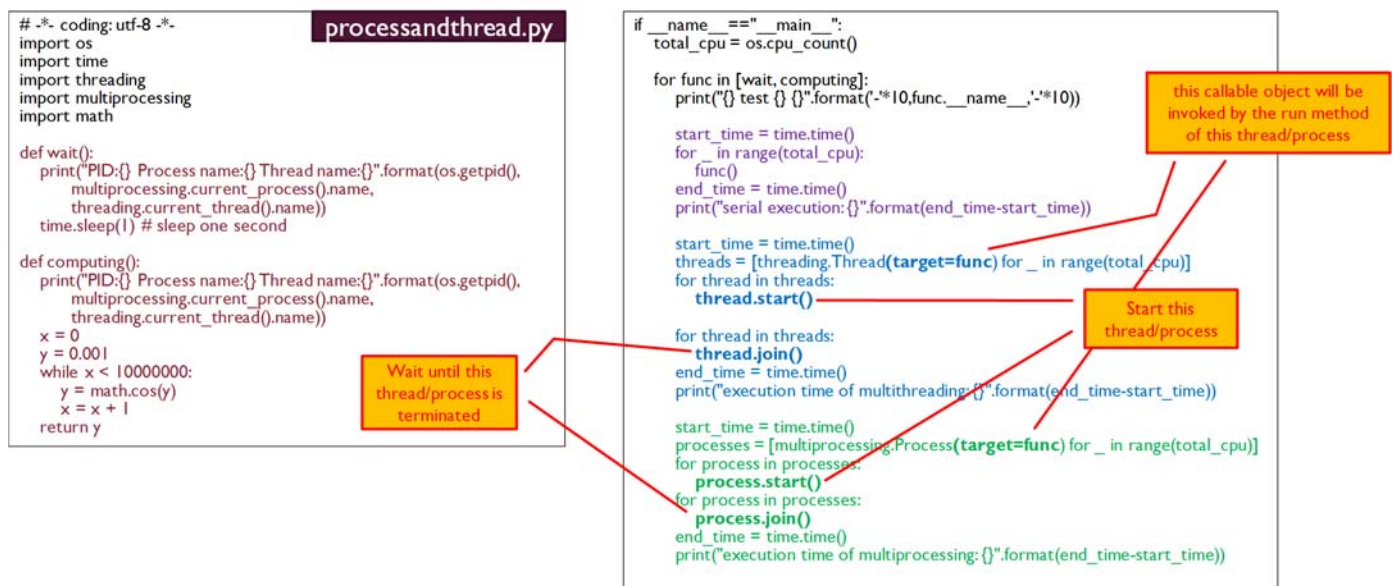 # -*- coding: utf-8 -*-
processandthread.py
import os
import time
import threading
import multiprocessing
import math
def wait():
print("PID:{} Process name:{} Thread name:{}".format(os.getpid(),
multiprocessing.current_process().name,
threading.current_thread().name))
time.sleep(1) # sleep one second
def computing():
print("PID:{} Process name:{} Thread name:{}".format(os.getpid(),
multiprocessing.current_process().name,
threading.current_thread().name))
x = 0
y = 0.001
while x < 10000000:
y = math.cos(y)
x = x + 1
return y
Wait until this
thread/process is
terminated
if __name__=="__main__":
total_cpu = os.cpu_count()
for func in [wait, computing]:
print("{} test {} {}".format('-'*10,func.__name__,'-'*10))
start_time = time.time()
for _ in range(total_cpu):
func()
end_time = time.time()
print("serial execution: {}".format(end_time-start_time))
start_time = time.time()
threads = [threading.Thread(target=func) for _ in range(total_cpu)]
for thread in threads:
thread.start()
for thread in threads:
thread.join()
end_time = time.time()
print("execution time of multithreading: {}".format(end_time-start_time))
start_time = time.time()
processes = [multiprocessing.Process(target=func) for _ in range(total_cpu)]
for process in processes:
process.start()
for process in processes:
process.join()
end_time = time.time()
print("execution time of multiprocessing: {}".format(end_time-start_time))
this callable object will be
invoked by the run method
of this thread/process
Start this
thread/process